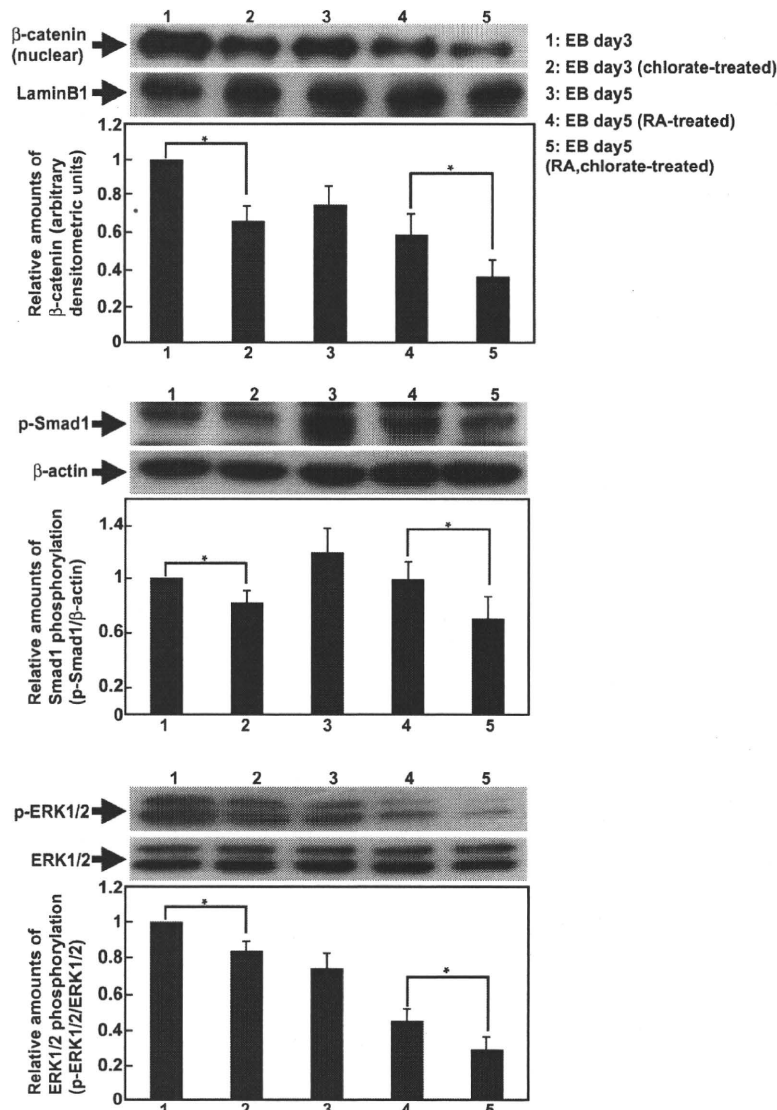 1 2 3 4 5
β-catenin
(nuclear)
LaminB1
1: EB day3
2: EB day3 (chlorate-treated)
3: EB day5
4: EB day5 (RA-treated)
5: EB day5
(RA,chlorate-treated)
Relative amounts of
β-catenin (arbitrary
densitometric units)
1.2
1
0.8
0.6
0.4
0.2
0
*
*
1 2 3 4 5
1 2 3 4 5
p-Smad1
β-actin
Relative amounts of
Smad1 phosphorylation
(p-Smad1/β-actin)
1.4
1
0.6
0.2
0
*
*
1 2 3 4 5
1 2 3 4 5
p-ERK1/2
ERK1/2
Relative amounts of
ERK1/2 phosphorylation
(p-ERK1/2/ERK1/2)
1.2
1
0.8
0.6
0.4
0.2
0
*
*
1 2 3 4 5